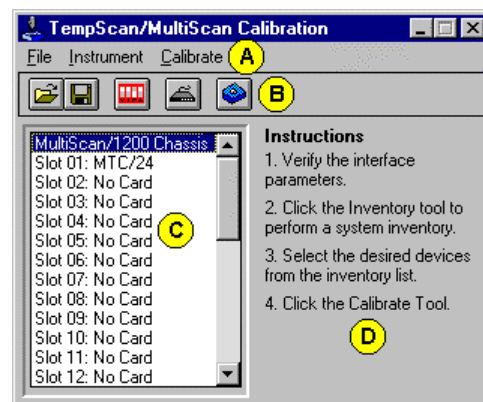 TempScan/MultiScan Calibration
File Instrument Calibrate A
B
MultiScan/1200 Chassis
Slot 01: MTC/24
Slot 02: No Card
Slot 03: No Card
Slot 04: No Card
Slot 05: No Card
Slot 06: No Card
Slot 07: No Card
Slot 08: No Card
Slot 09: No Card
Slot 10: No Card
Slot 11: No Card
Slot 12: No Card
C
Instructions
1. Verify the interface
parameters.
2. Click the Inventory tool to
perform a system inventory.
3. Select the desired devices
from the inventory list.
4. Click the Calibrate Tool.
D